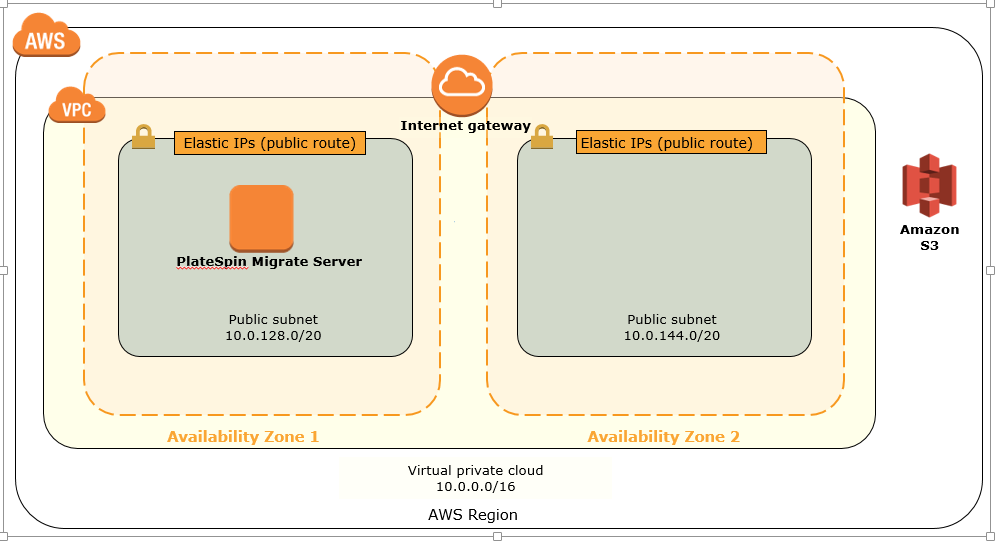 AWS
VPC
Internet gateway
Elastic IPs (public route)
Elastic IPs (public route)
PlateSpin Migrate Server
Amazon
S3
Public subnet
10.0.128.0/20
Public subnet
10.0.144.0/20
Availability Zone 1
Availability Zone 2
Virtual private cloud
10.0.0.0/16
AWS Region